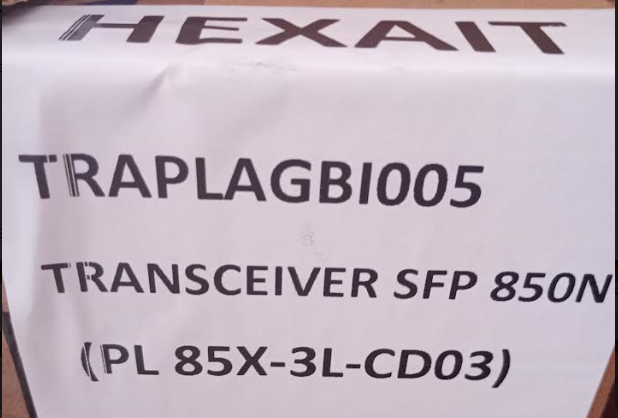 HEXAIT
TRAPLAGBI005
TRANSCEIVER SFP 850N
(PL 85X-3L-CD03)